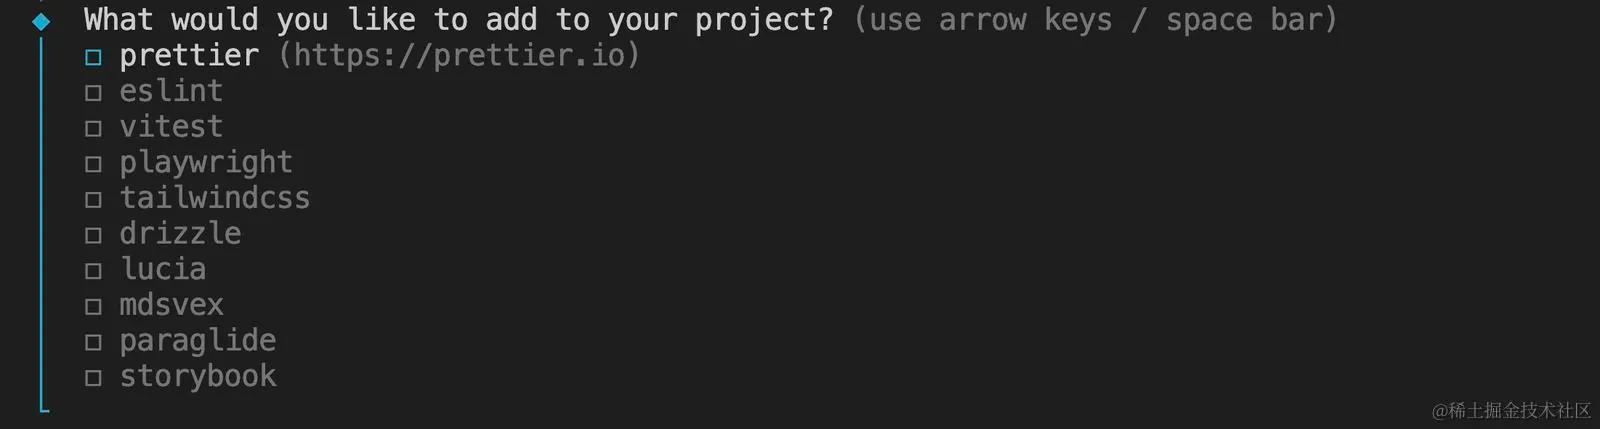 What would you like to add to your project? (use arrow keys / space bar)
prettier (https://prettier.io)
eslint
vitest
playwright
tailwindcss
drizzle
lucia
mdsvex
paraglide
storybook
@稀土掘金技术社区